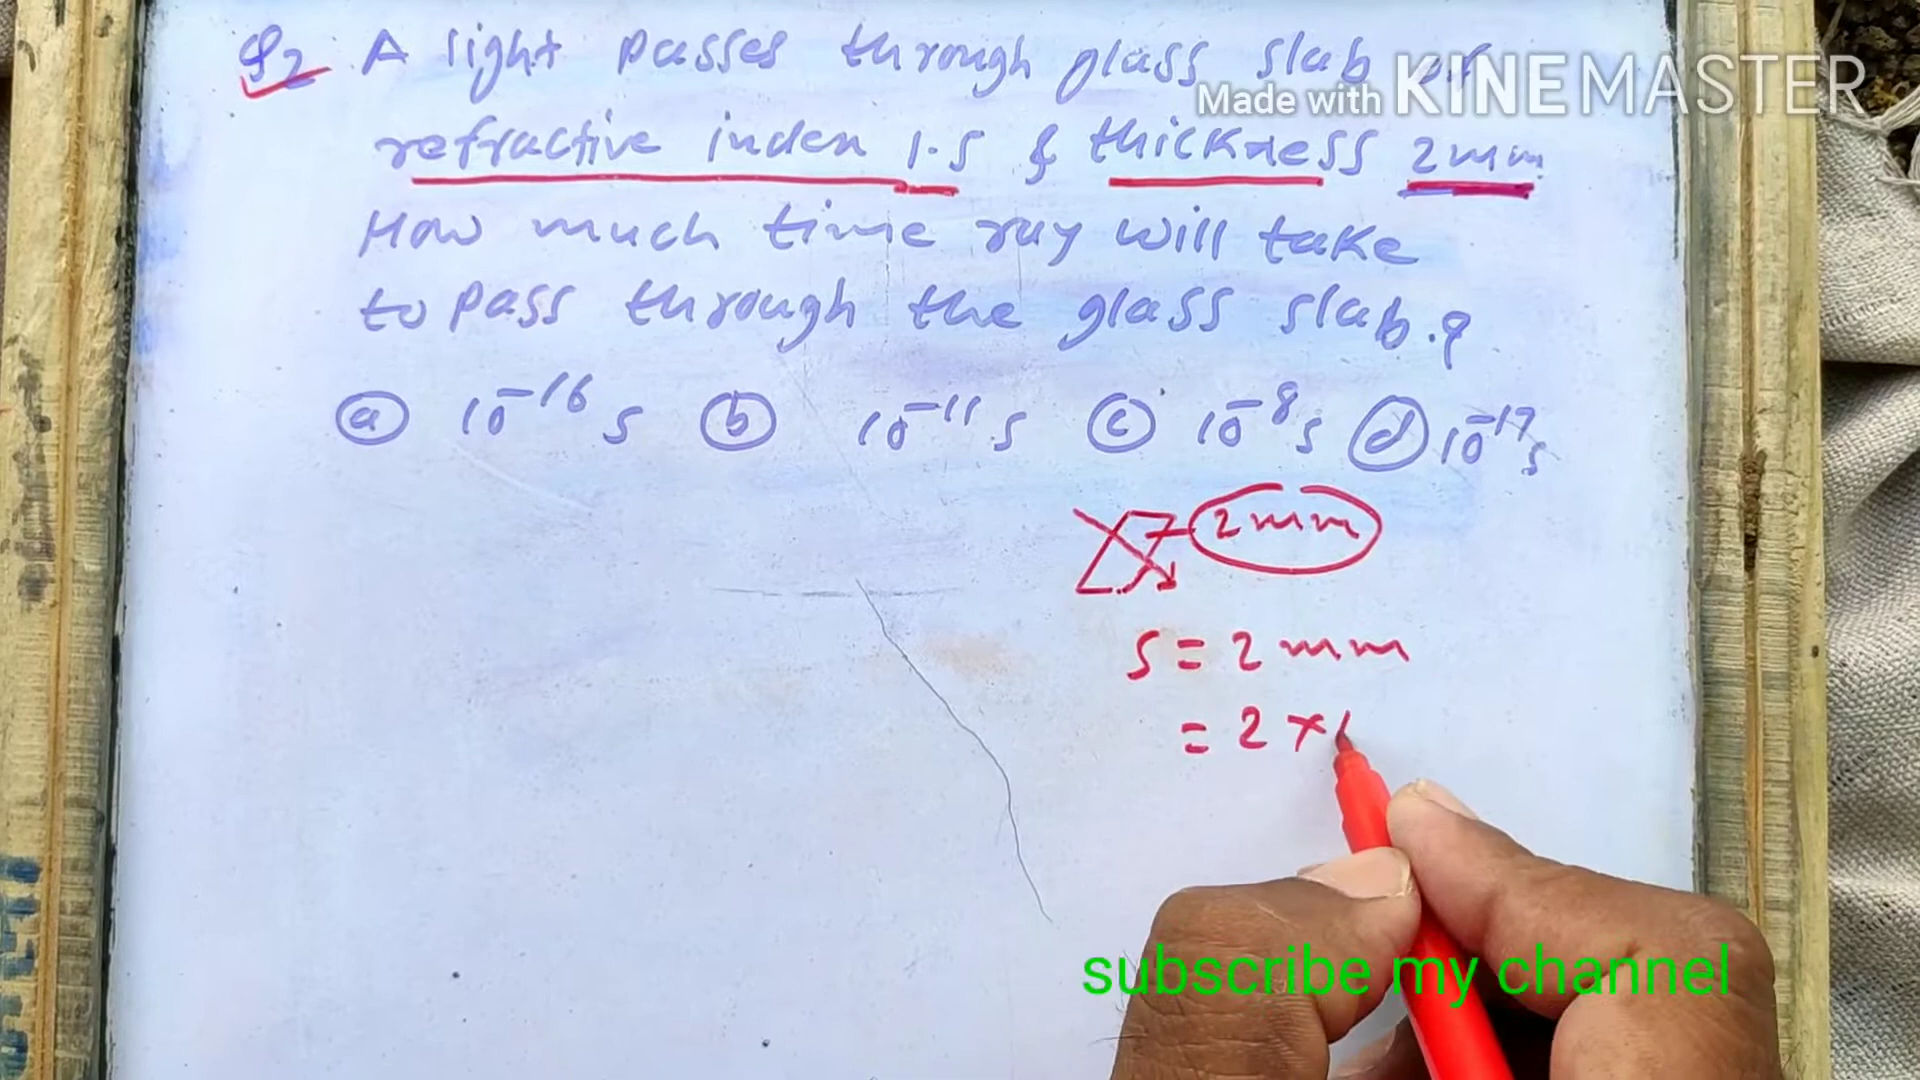 Q2 A light passes through glass slab of
Made with KINEMASTER
refractive index 1.5 & thickness 2mm.
How much time ray will take
to pass through the glass slab.?
ⓐ 10⁻¹⁶ s ⓑ 10⁻¹¹ s ⓒ 10⁻⁸ s ⓓ 10⁻¹⁷ s
2mm
S = 2mm
= 2 ×
subscribe my channel